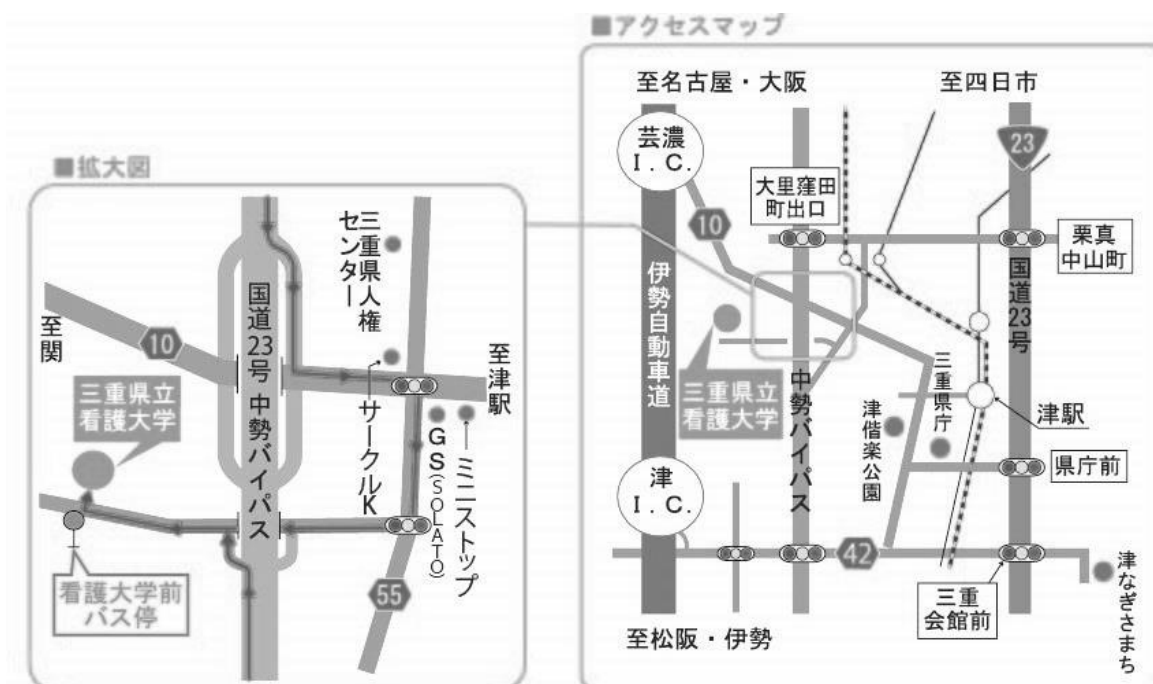 ■アクセスマップ
至名古屋・大阪
至四日市
芸濃
I.C.
23
大里窪田
町出口
10
栗真
中山町
伊勢自動車道
国道23号
三重県立
看護大学
中勢バイパス
三重県庁
津偕楽公園
津駅
県庁前
津
I.C.
42
三重
会館前
津なぎさまち
至松阪・伊勢
■拡大図
三重県人権
センター
国道23号 中勢バイパス
至関
10
至津駅
三重県立
看護大学
サークルK
GS(SOLATO)
ミニストップ
看護大学前
バス停
55